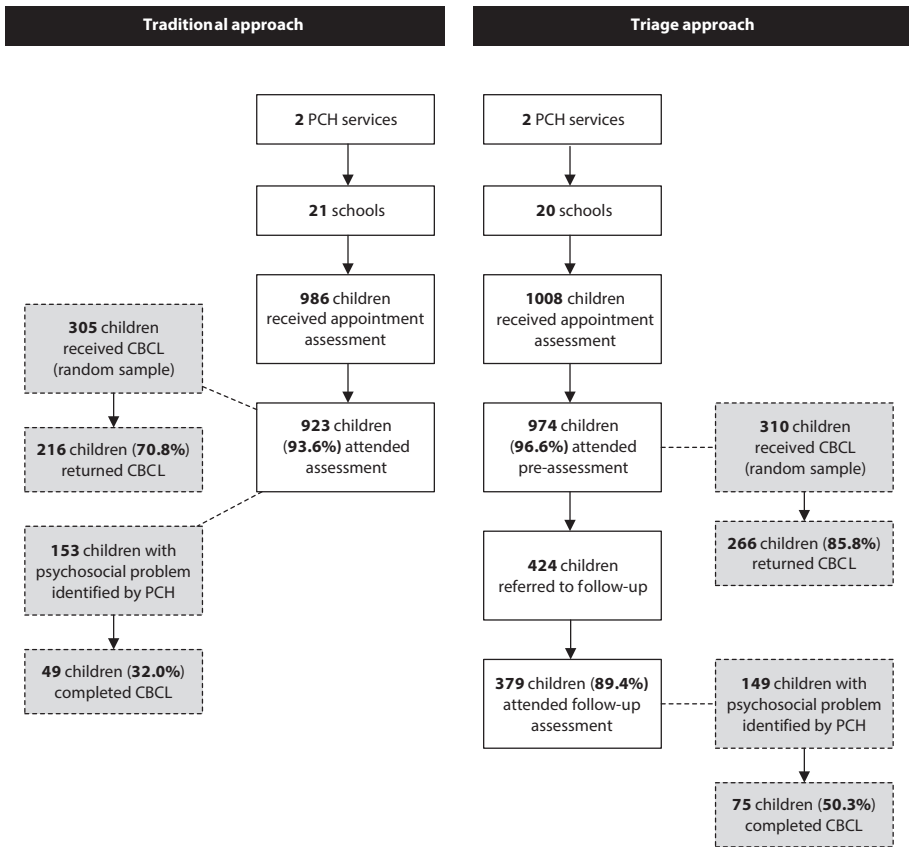 Traditional approach
2 PCH services
21 schools
986 children
received appointment
assessment
305 children
received CBCL
(random sample)
923 children
(93.6%) attended
assessment
216 children (70.8%)
returned CBCL
153 children with
psychosocial problem
identified by PCH
49 children (32.0%)
completed CBCL
Triage approach
2 PCH services
20 schools
1008 children
received appointment
assessment
974 children
(96.6%) attended
pre-assessment
310 children
received CBCL
(random sample)
266 children (85.8%)
returned CBCL
424 children
referred to follow-up
379 children (89.4%)
attended follow-up
assessment
149 children with
psychosocial problem
identified by PCH
75 children (50.3%)
completed CBCL